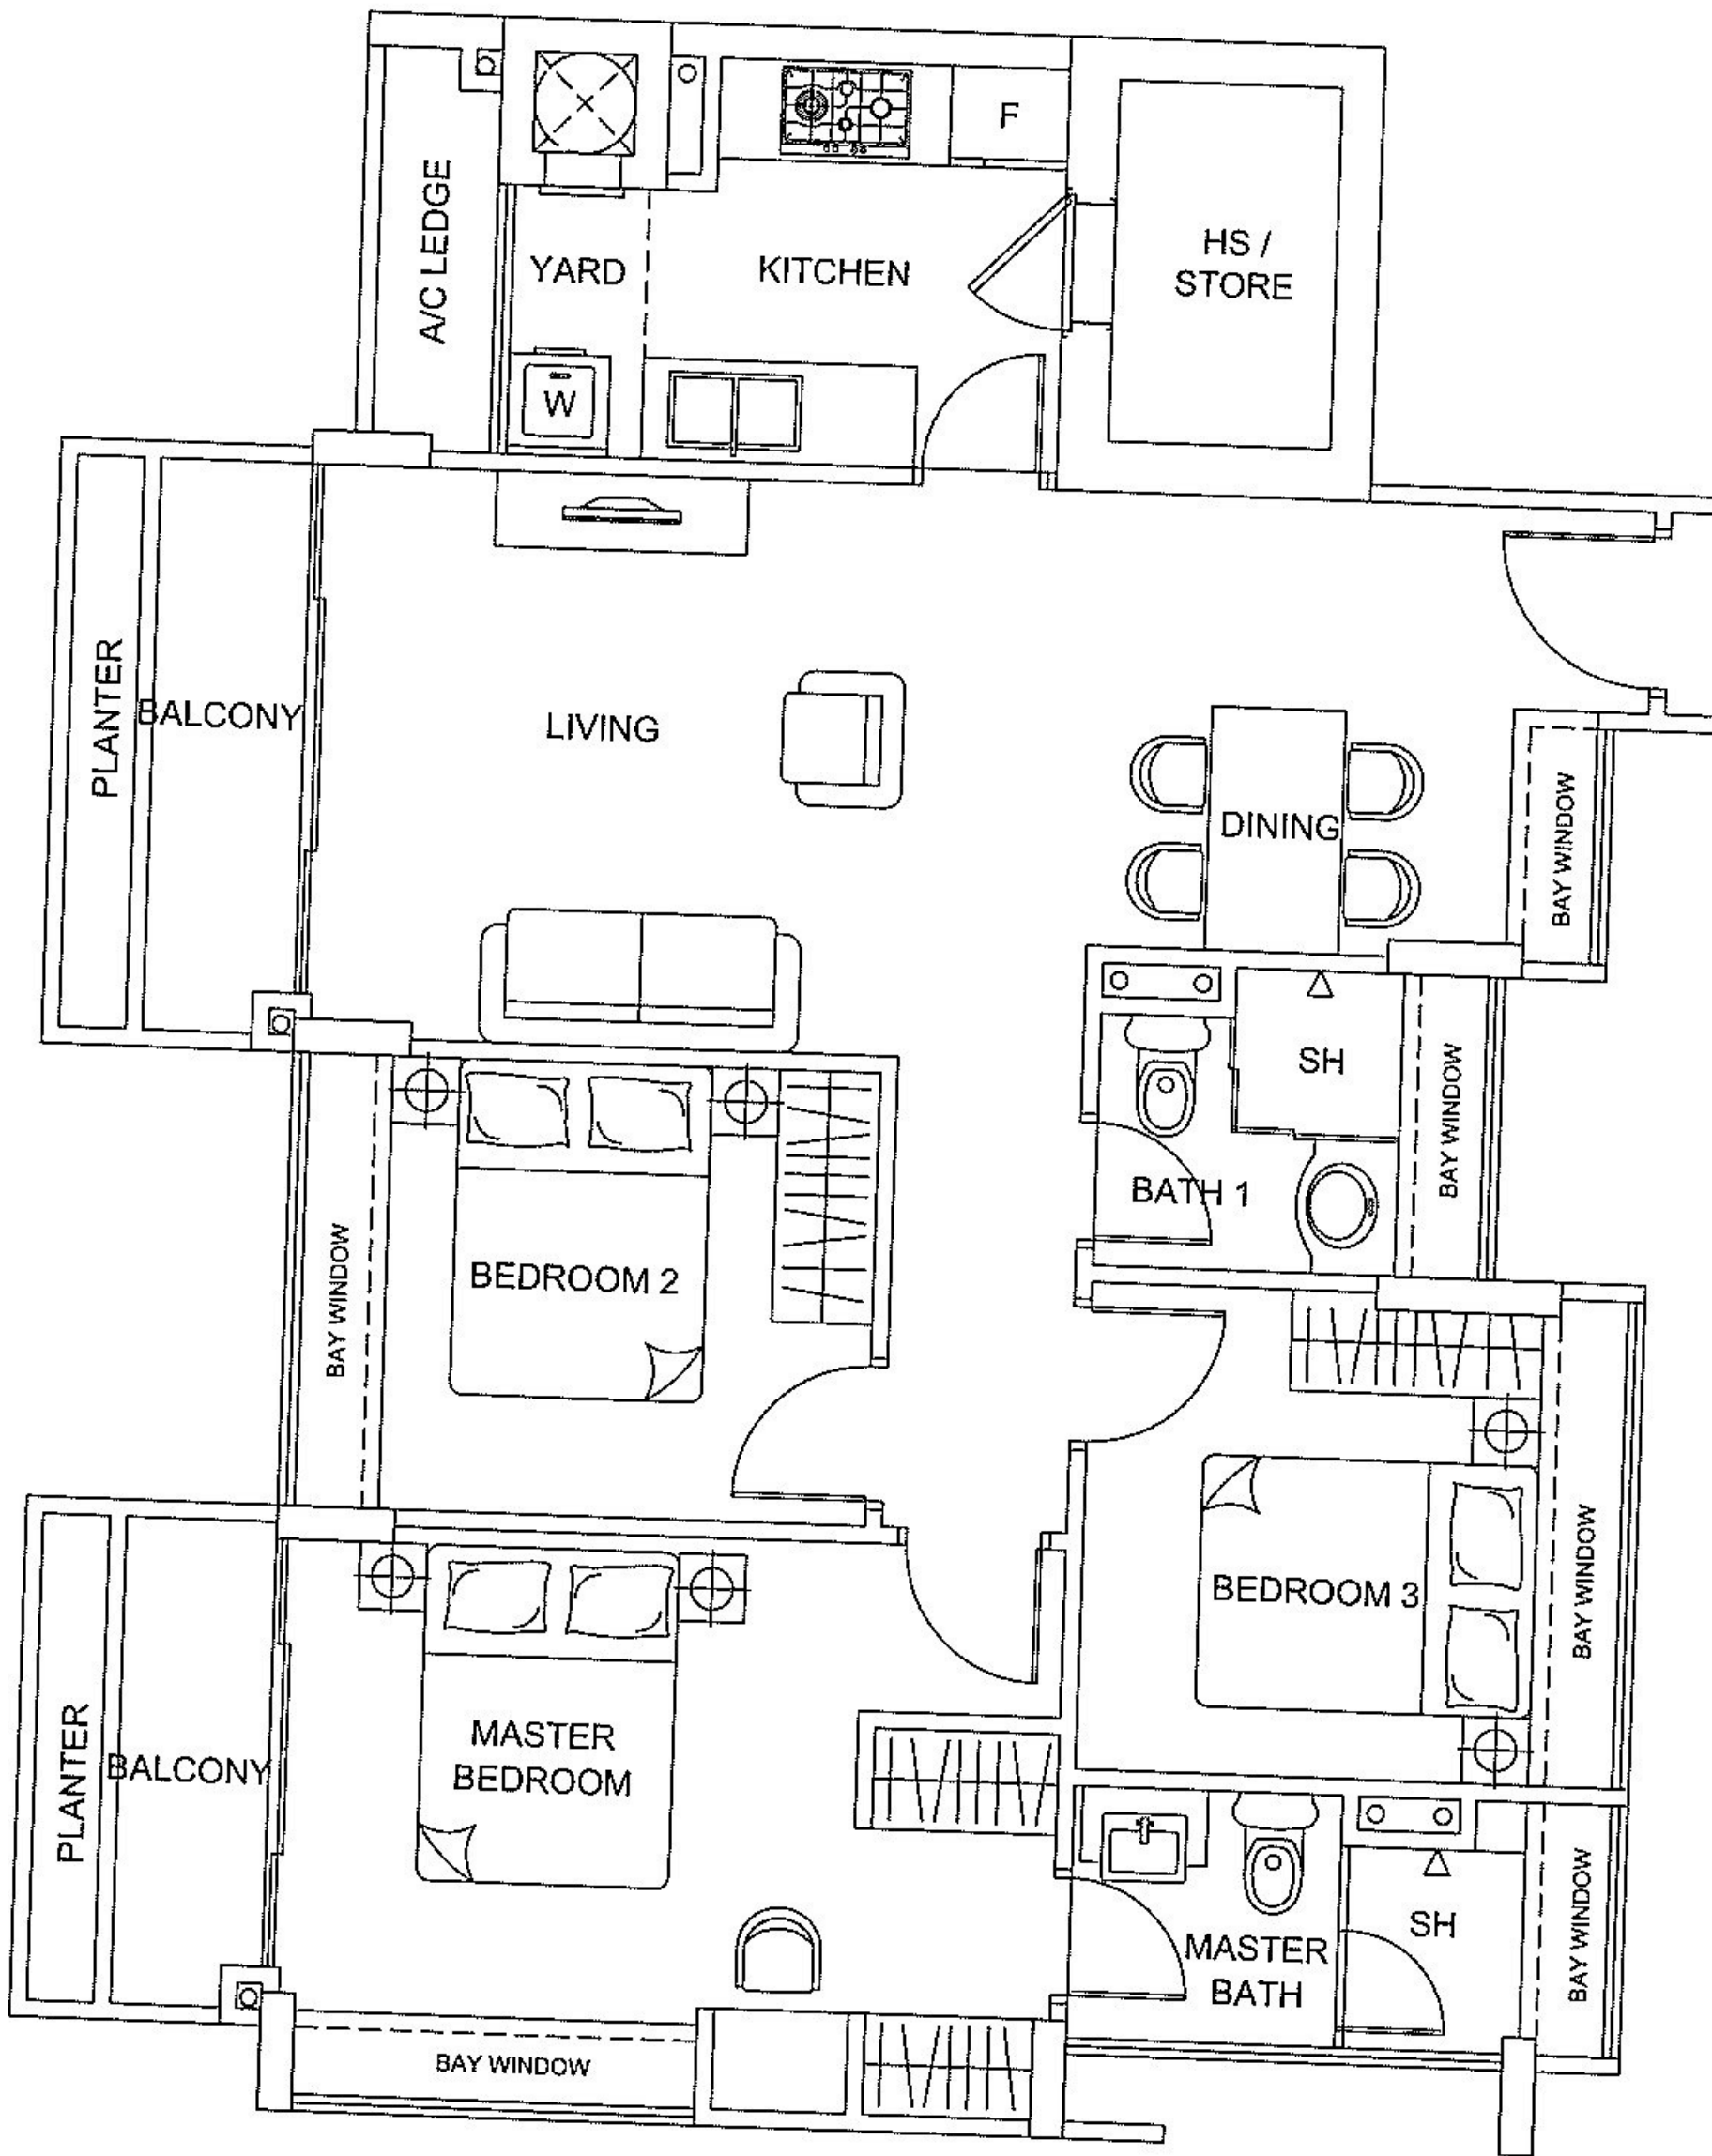 F
A/C LEDGE
YARD
KITCHEN
HS /
STORE
W
PLANTER
BALCONY
LIVING
DINING
BAY WINDOW
SH
BAY WINDOW
BATH 1
BEDROOM 2
BAY WINDOW
BEDROOM 3
BAY WINDOW
PLANTER
BALCONY
MASTER
BEDROOM
SH
MASTER
BATH
BAY WINDOW
BAY WINDOW